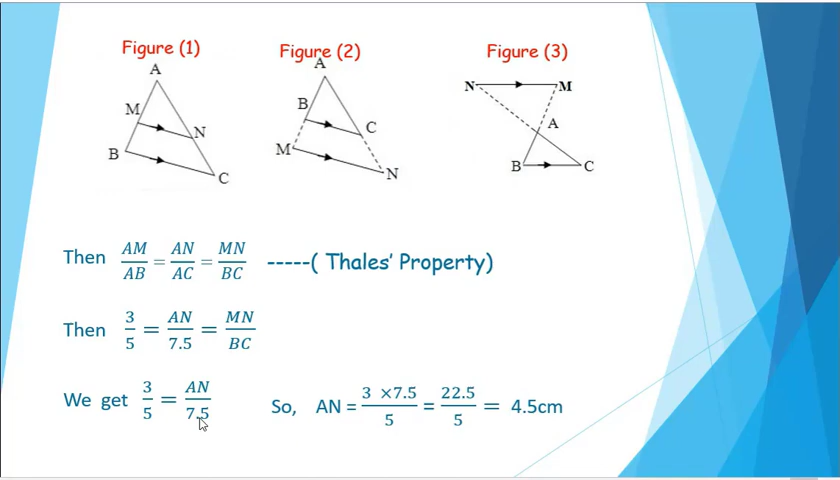 Figure (1)
Figure (2)
Figure (3)
A
M
N
B
C
A
B
C
M
N
N
M
A
B
C
Then AM/AB = AN/AC = MN/BC -----( Thales’ Property)
Then 3/5 = AN/7.5 = MN/BC
We get 3/5 = AN/7.5 So, AN = 3 ×7.5/5 = 22.5/5 = 4.5cm